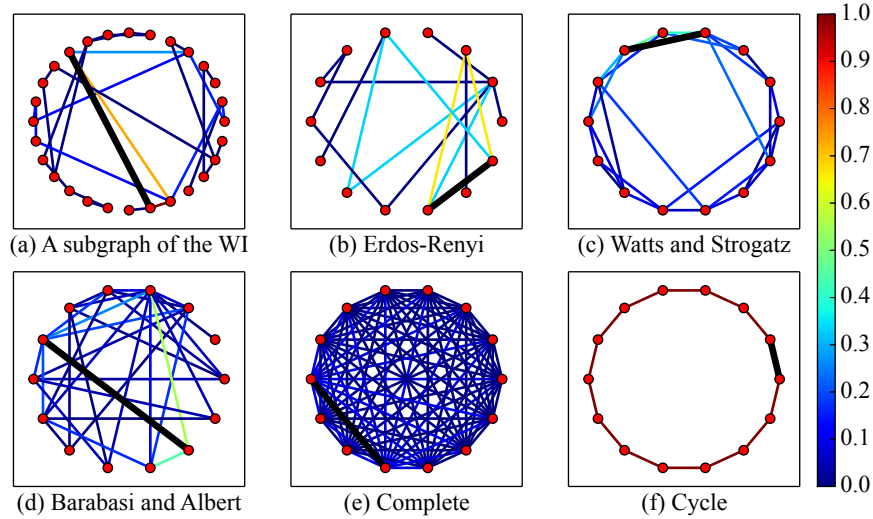 (a) A subgraph of the WI
(b) Erdos-Renyi
(c) Watts and Strogatz
(d) Barabasi and Albert
(e) Complete
(f) Cycle
1.0
0.9
0.8
0.7
0.6
0.5
0.4
0.3
0.2
0.1
0.0